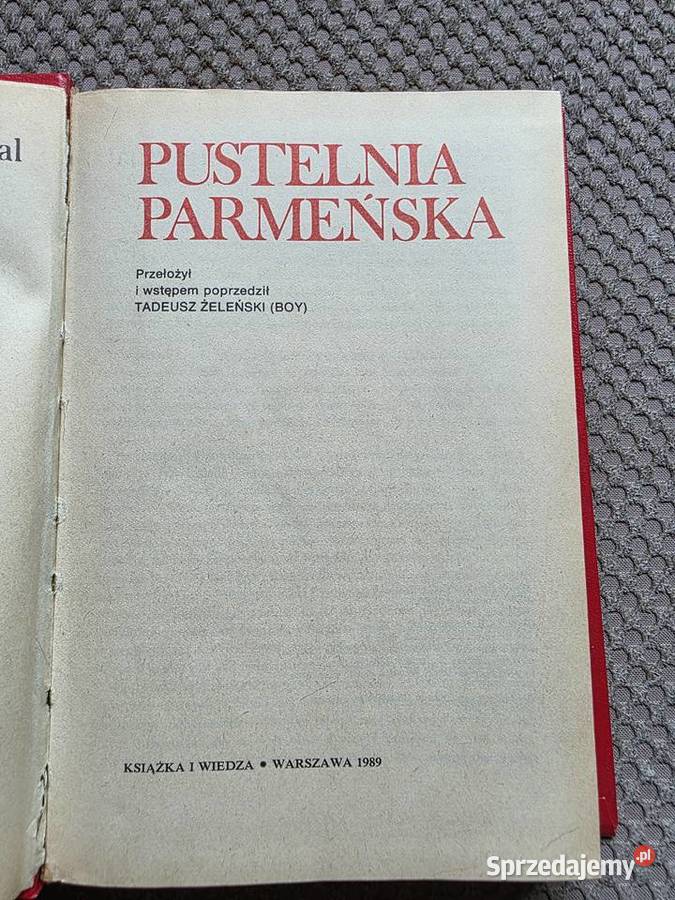 al
PUSTELNIA
PARMEŃSKA
Przełożył
i wstępem poprzedził
TADEUSZ ŻELEŃSKI (BOY)
KSIĄŻKA I WIEDZA • WARSZAWA 1989
Sprzedajemy.pl